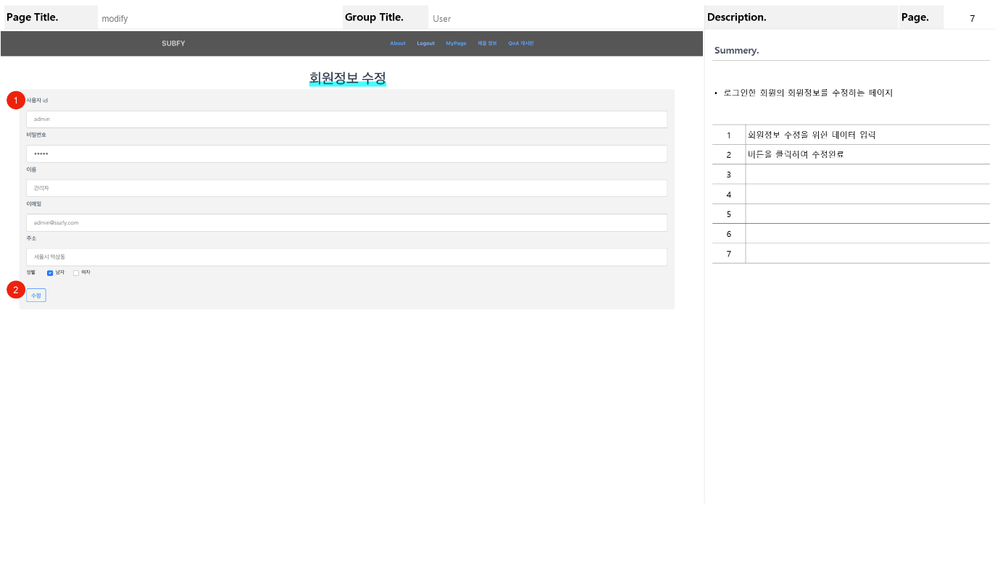 Page Title. modify Group Title. User Description. Page. 7
SUBFY About Logout MyPage 매물 정보 QnA 게시판
회원정보 수정
1 사용자 id
admin
비밀번호
•••••
이름
관리자
이메일
admin@ssafy.com
주소
서울시 역삼동
성별 남자 여자
2 수정
Summery.
• 로그인한 회원의 회원정보를 수정하는 페이지
1 회원정보 수정을 위한 데이터 입력
2 버튼을 클릭하여 수정완료
3
4
5
6
7